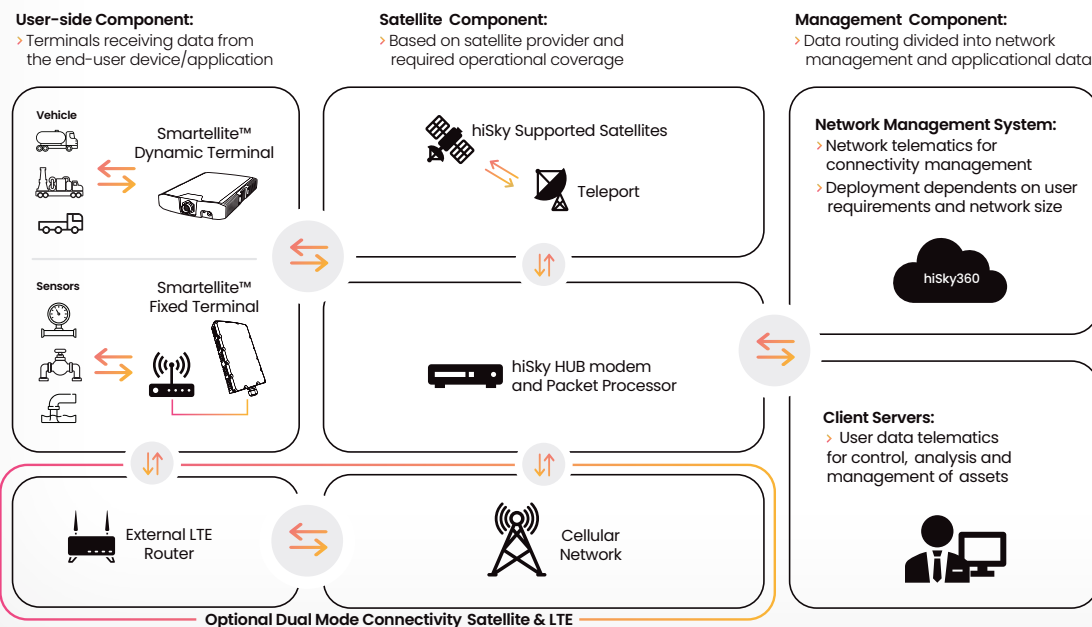 User-side Component:
> Terminals receiving data from
the end-user device/application
Satellite Component:
> Based on satellite provider and
required operational coverage
Management Component:
> Data routing divided into network
management and applicational data
Vehicle
Smartellite™
Dynamic Terminal
Sensors
Smartellite™
Fixed Terminal
hiSky Supported Satellites
Teleport
hiSky HUB modem
and Packet Processor
Network Management System:
> Network telematics for
connectivity management
> Deployment dependents on user
requirements and network size
hiSky360
Client Servers:
> User data telematics
for control, analysis and
management of assets
External LTE
Router
Cellular
Network
Optional Dual Mode Connectivity Satellite & LTE